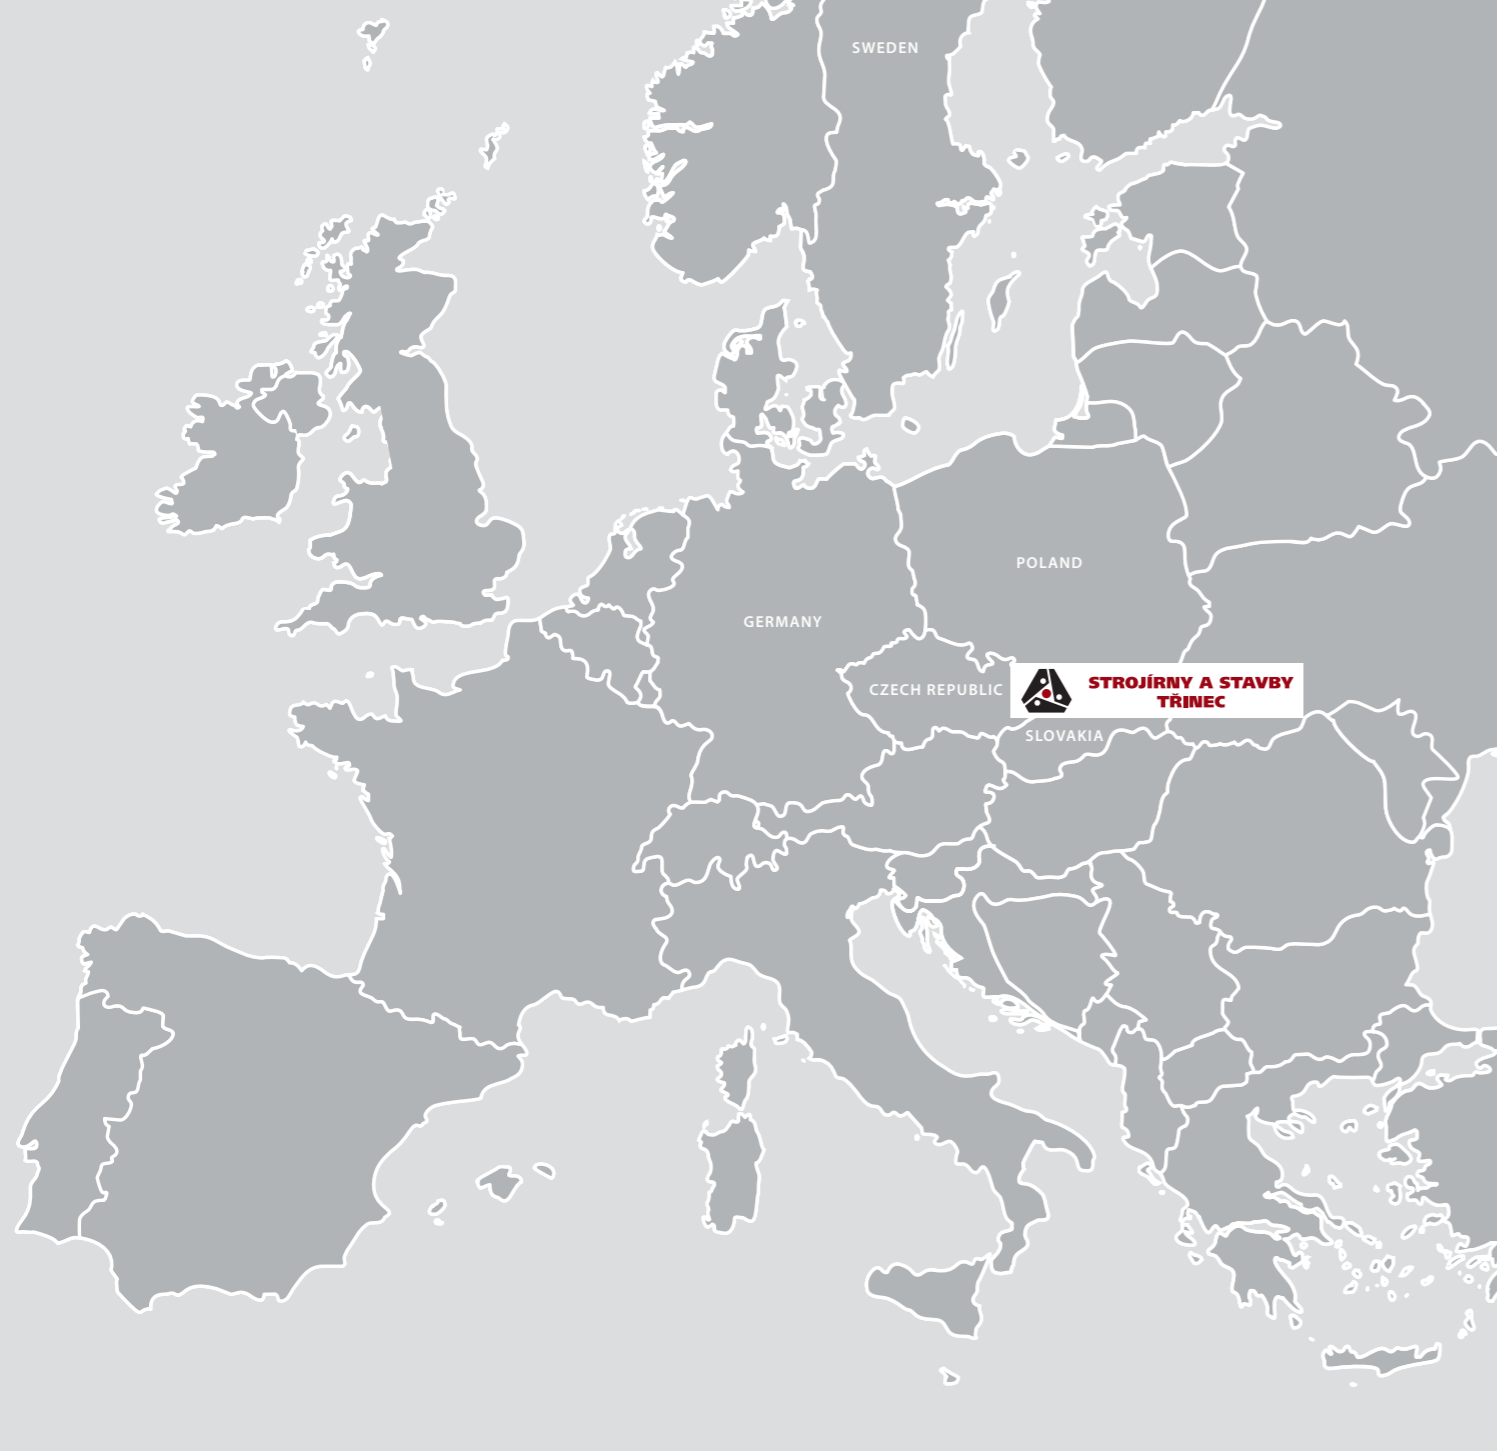 SWEDEN
POLAND
GERMANY
CZECH REPUBLIC
STROJÍRNY A STAVBY
TŘINEC
SLOVAKIA